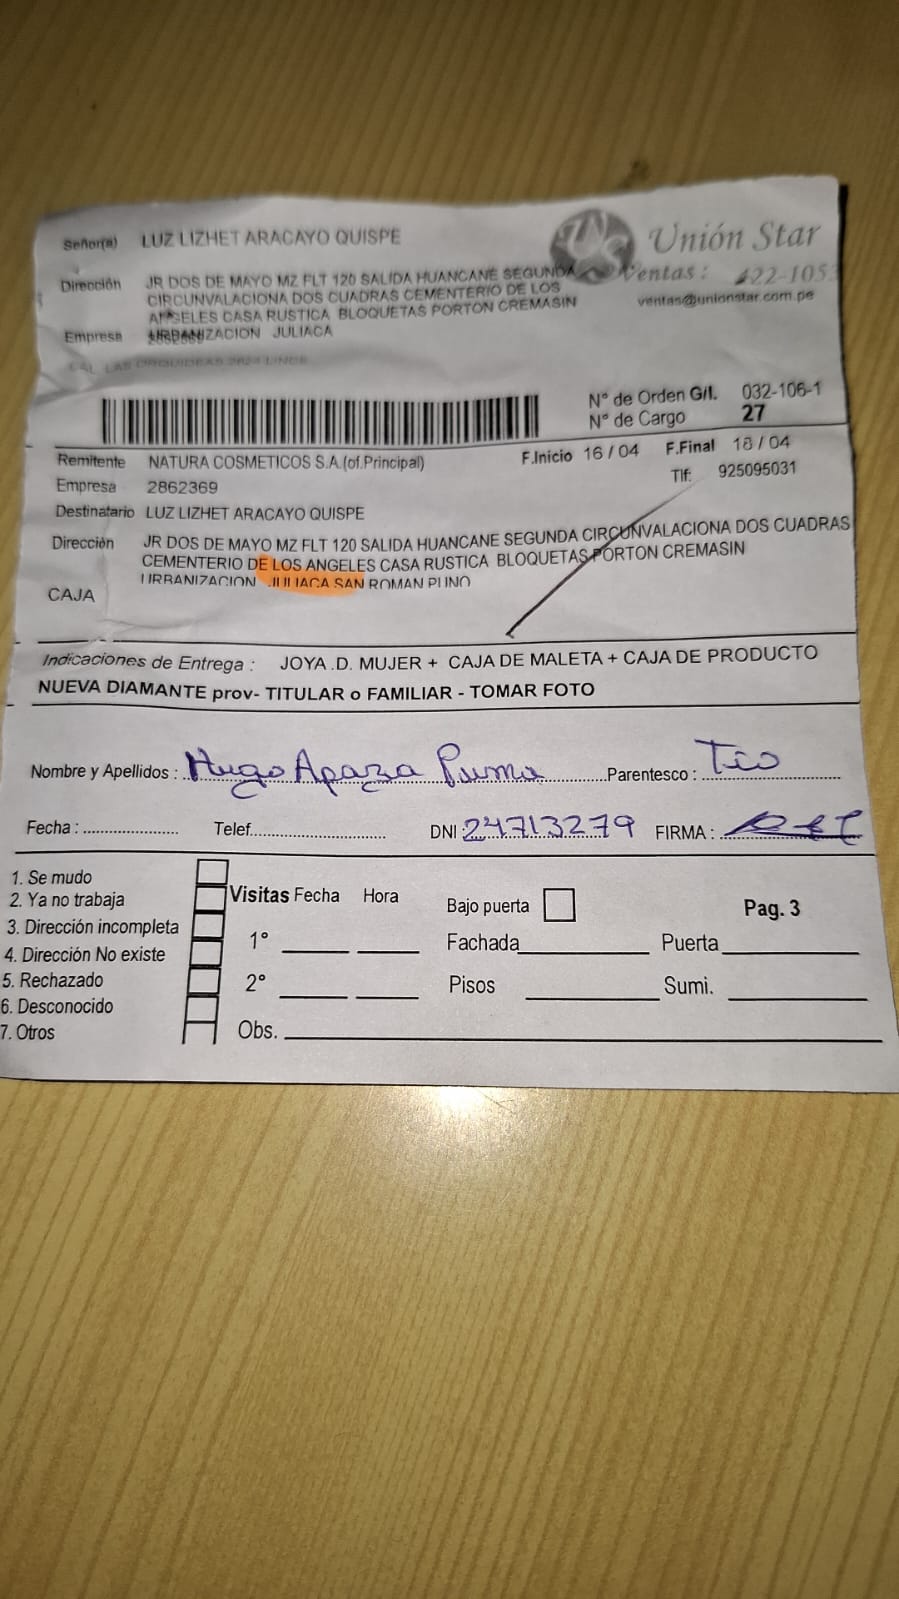 Señor(a) LUZ LIZHET ARACAYO QUISPE
Unión Star
Dirección JR DOS DE MAYO MZ FLT 120 SALIDA HUANCANE SEGUNDA
CIRCUNVALACIONA DOS CUADRAS CEMENTERIO DE LOS
ANGELES CASA RUSTICA BLOQUETAS PORTON CREMASIN
Ventas: 422-105
ventas@unionstar.com.pe
Empresa URBANIZACION JULIACA
CAL LAS ORQUIDEAS LINCE
N° de Orden G/I. 032-106-1
N° de Cargo 27
F.Inicio 16 / 04 F.Final 18 / 04
Remitente NATURA COSMETICOS S.A.(of.Principal)
Tlf: 925095031
Empresa 2862369
Destinatario LUZ LIZHET ARACAYO QUISPE
Dirección JR DOS DE MAYO MZ FLT 120 SALIDA HUANCANE SEGUNDA CIRCUNVALACIONA DOS CUADRAS
CEMENTERIO DE LOS ANGELES CASA RUSTICA BLOQUETAS PORTON CREMASIN
URBANIZACION JULIACA SAN ROMAN PUNO
CAJA
Indicaciones de Entrega : JOYA .D. MUJER + CAJA DE MALETA + CAJA DE PRODUCTO
NUEVA DIAMANTE prov- TITULAR o FAMILIAR - TOMAR FOTO
Nombre y Apellidos : Hugo Apaza Puma Parentesco : Tio
Fecha : Telef. DNI : 24713279 FIRMA :
1. Se mudo
2. Ya no trabaja
3. Dirección incompleta
4. Dirección No existe
5. Rechazado
6. Desconocido
7. Otros
Visitas Fecha Hora
1°
2°
Obs.
Bajo puerta
Pag. 3
Fachada Puerta
Pisos Sumi.